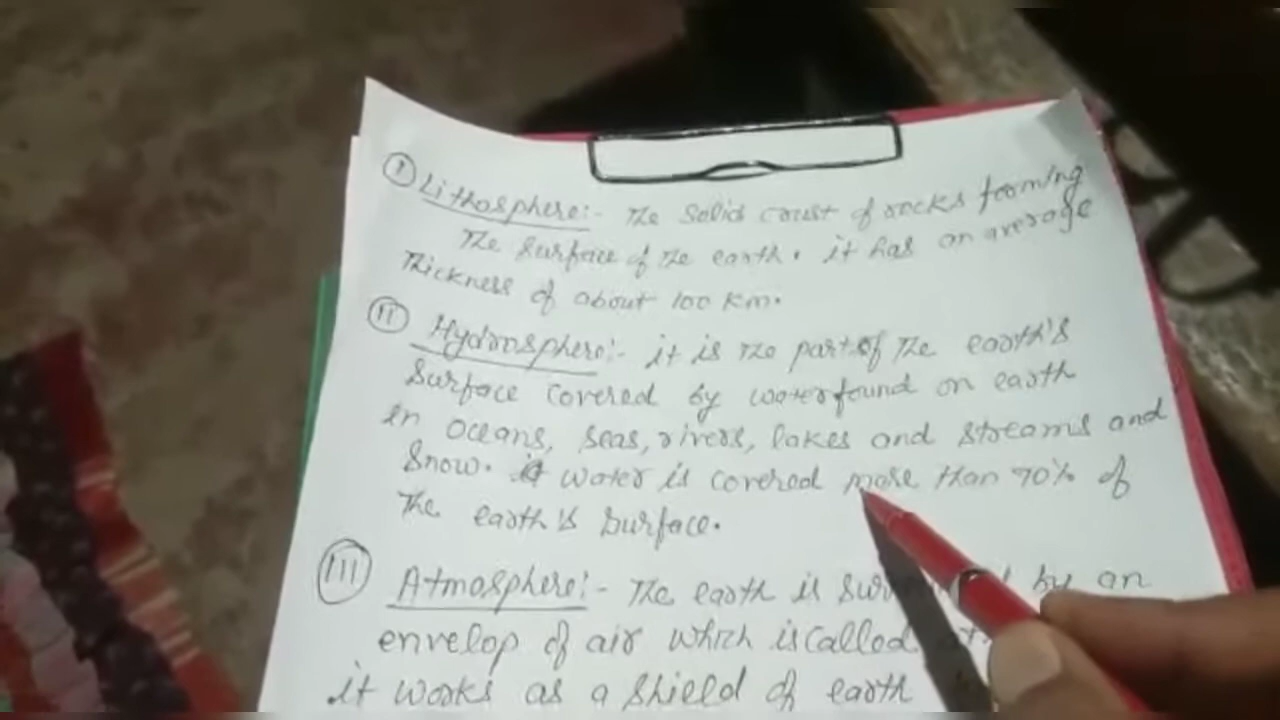 I Lithosphere:- The solid crust of rocks forming
The surface of The earth. it has an average
Thickness of about 100 km.
II Hydrosphere:- it is The part of The earth's
Surface covered by water found on earth
in oceans, seas, rivers, lakes and streams and
Snow. water is covered more than 70% of
The earth's surface.
III Atmosphere:- The earth is by an
envelop of air which is called
it works as a shield of earth